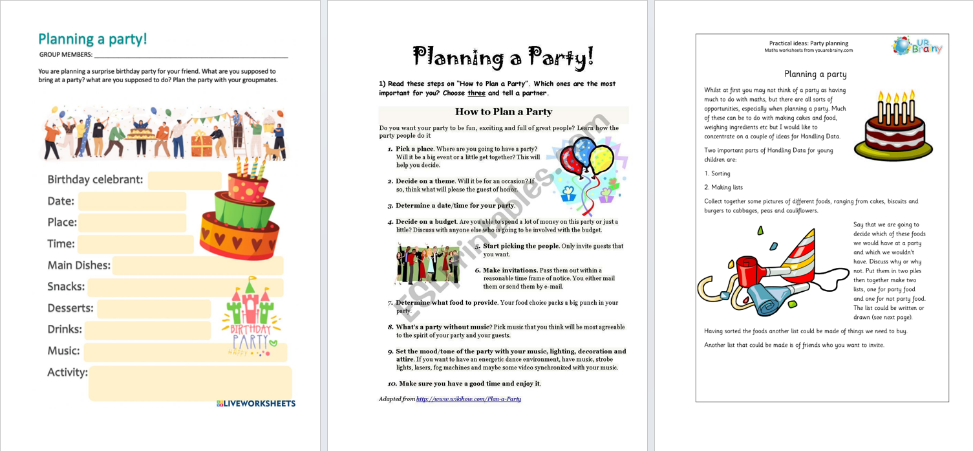 Planning a party!
GROUP MEMBERS:
You are planning a surprise birthday party for your friend. What are you supposed to
bring at a party? what are you supposed to do? Plan the party with your groupmates.
Birthday celebrant:
Date:
Place:
Time:
Main Dishes:
Snacks:
Desserts:
Drinks:
Music:
Activity:
BIRTHDAY
PARTY
LIVEWORKSHEETS
Planning a Party!
1) Read these steps on "How to Plan a Party". Which ones are the most
important for you? Choose three and tell a partner.
How to Plan a Party
Do you want your party to be fun, exciting and full of great people? Learn how the
party people do it
1. Pick a place. Where are you going to have a party?
Will it be a big event or a little get together? This will
help you decide.
2. Decide on a theme. Will it be for an occasion? If
so, think what will please the guest of honor.
3. Determine a date/time for your party.
4. Decide on a budget. Are you able to spend a lot of money on this party or just a
little? Discuss with anyone else who is going to be involved with the budget.
5. Start picking the people. Only invite guests that
you want.
6. Make invitations. Pass them out within a
reasonable time frame of notice. You either mail
them or send them by e-mail.
7. Determine what food to provide. Your food choice packs a big punch in your
party.
8. What's a party without music? Pick music that you think will be most agreeable
to the spirit of your party and your guests.
9. Set the mood/tone of the party with your music, lighting, decoration and
attire. If you want to have an energetic dance environment, have music, strobe
lights, lasers, fog machines and maybe some video synchronized with your music.
10. Make sure you have a good time and enjoy it.
Adapted from http://www.wikihow.com/Plan-a-Party
ESLprintables.com
Practical ideas: Party planning
Maths worksheets from yourebrainy.com
UR
Brainy
Planning a party
Whilst at first you may not think of a party as having
much to do with maths, but there are all sorts of
opportunities, especially when planning a party. Much
of these can be to do with making cakes and food,
weighing ingredients etc but I would like to
concentrate on a couple of ideas for Handling Data.
Two important parts of Handling Data for young
children are:
1. Sorting
2. Making lists
Collect together some pictures of different foods, ranging from cakes, biscuits and
burgers to cabbages, peas and cauliflowers.
Say that we are going to
decide which of these foods
we would have at a party
and which we wouldn't
have. Discuss why or why
not. Put them in two piles
then together make two
lists, one for party food
and one for not party food.
The list could be written or
drawn (see next page).
Having sorted the foods another list could be made of things we need to buy.
Another list that could be made is of friends who you want to invite.